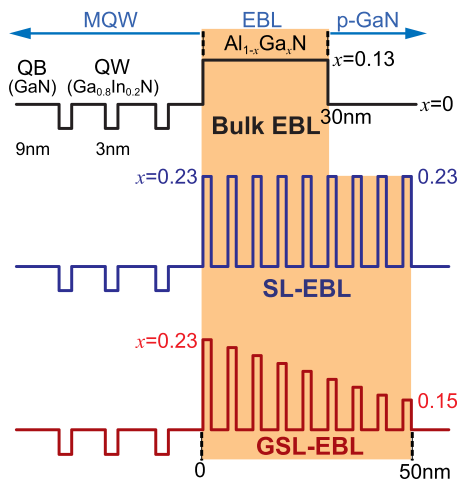 MQW EBL p-GaN
Al1-xGaxN
QB QW x=0.13
(GaN) (Ga0.8In0.2N)
x=0
30nm
Bulk EBL
9nm 3nm
x=0.23 0.23
SL-EBL
x=0.23
0.15
GSL-EBL
0 50nm